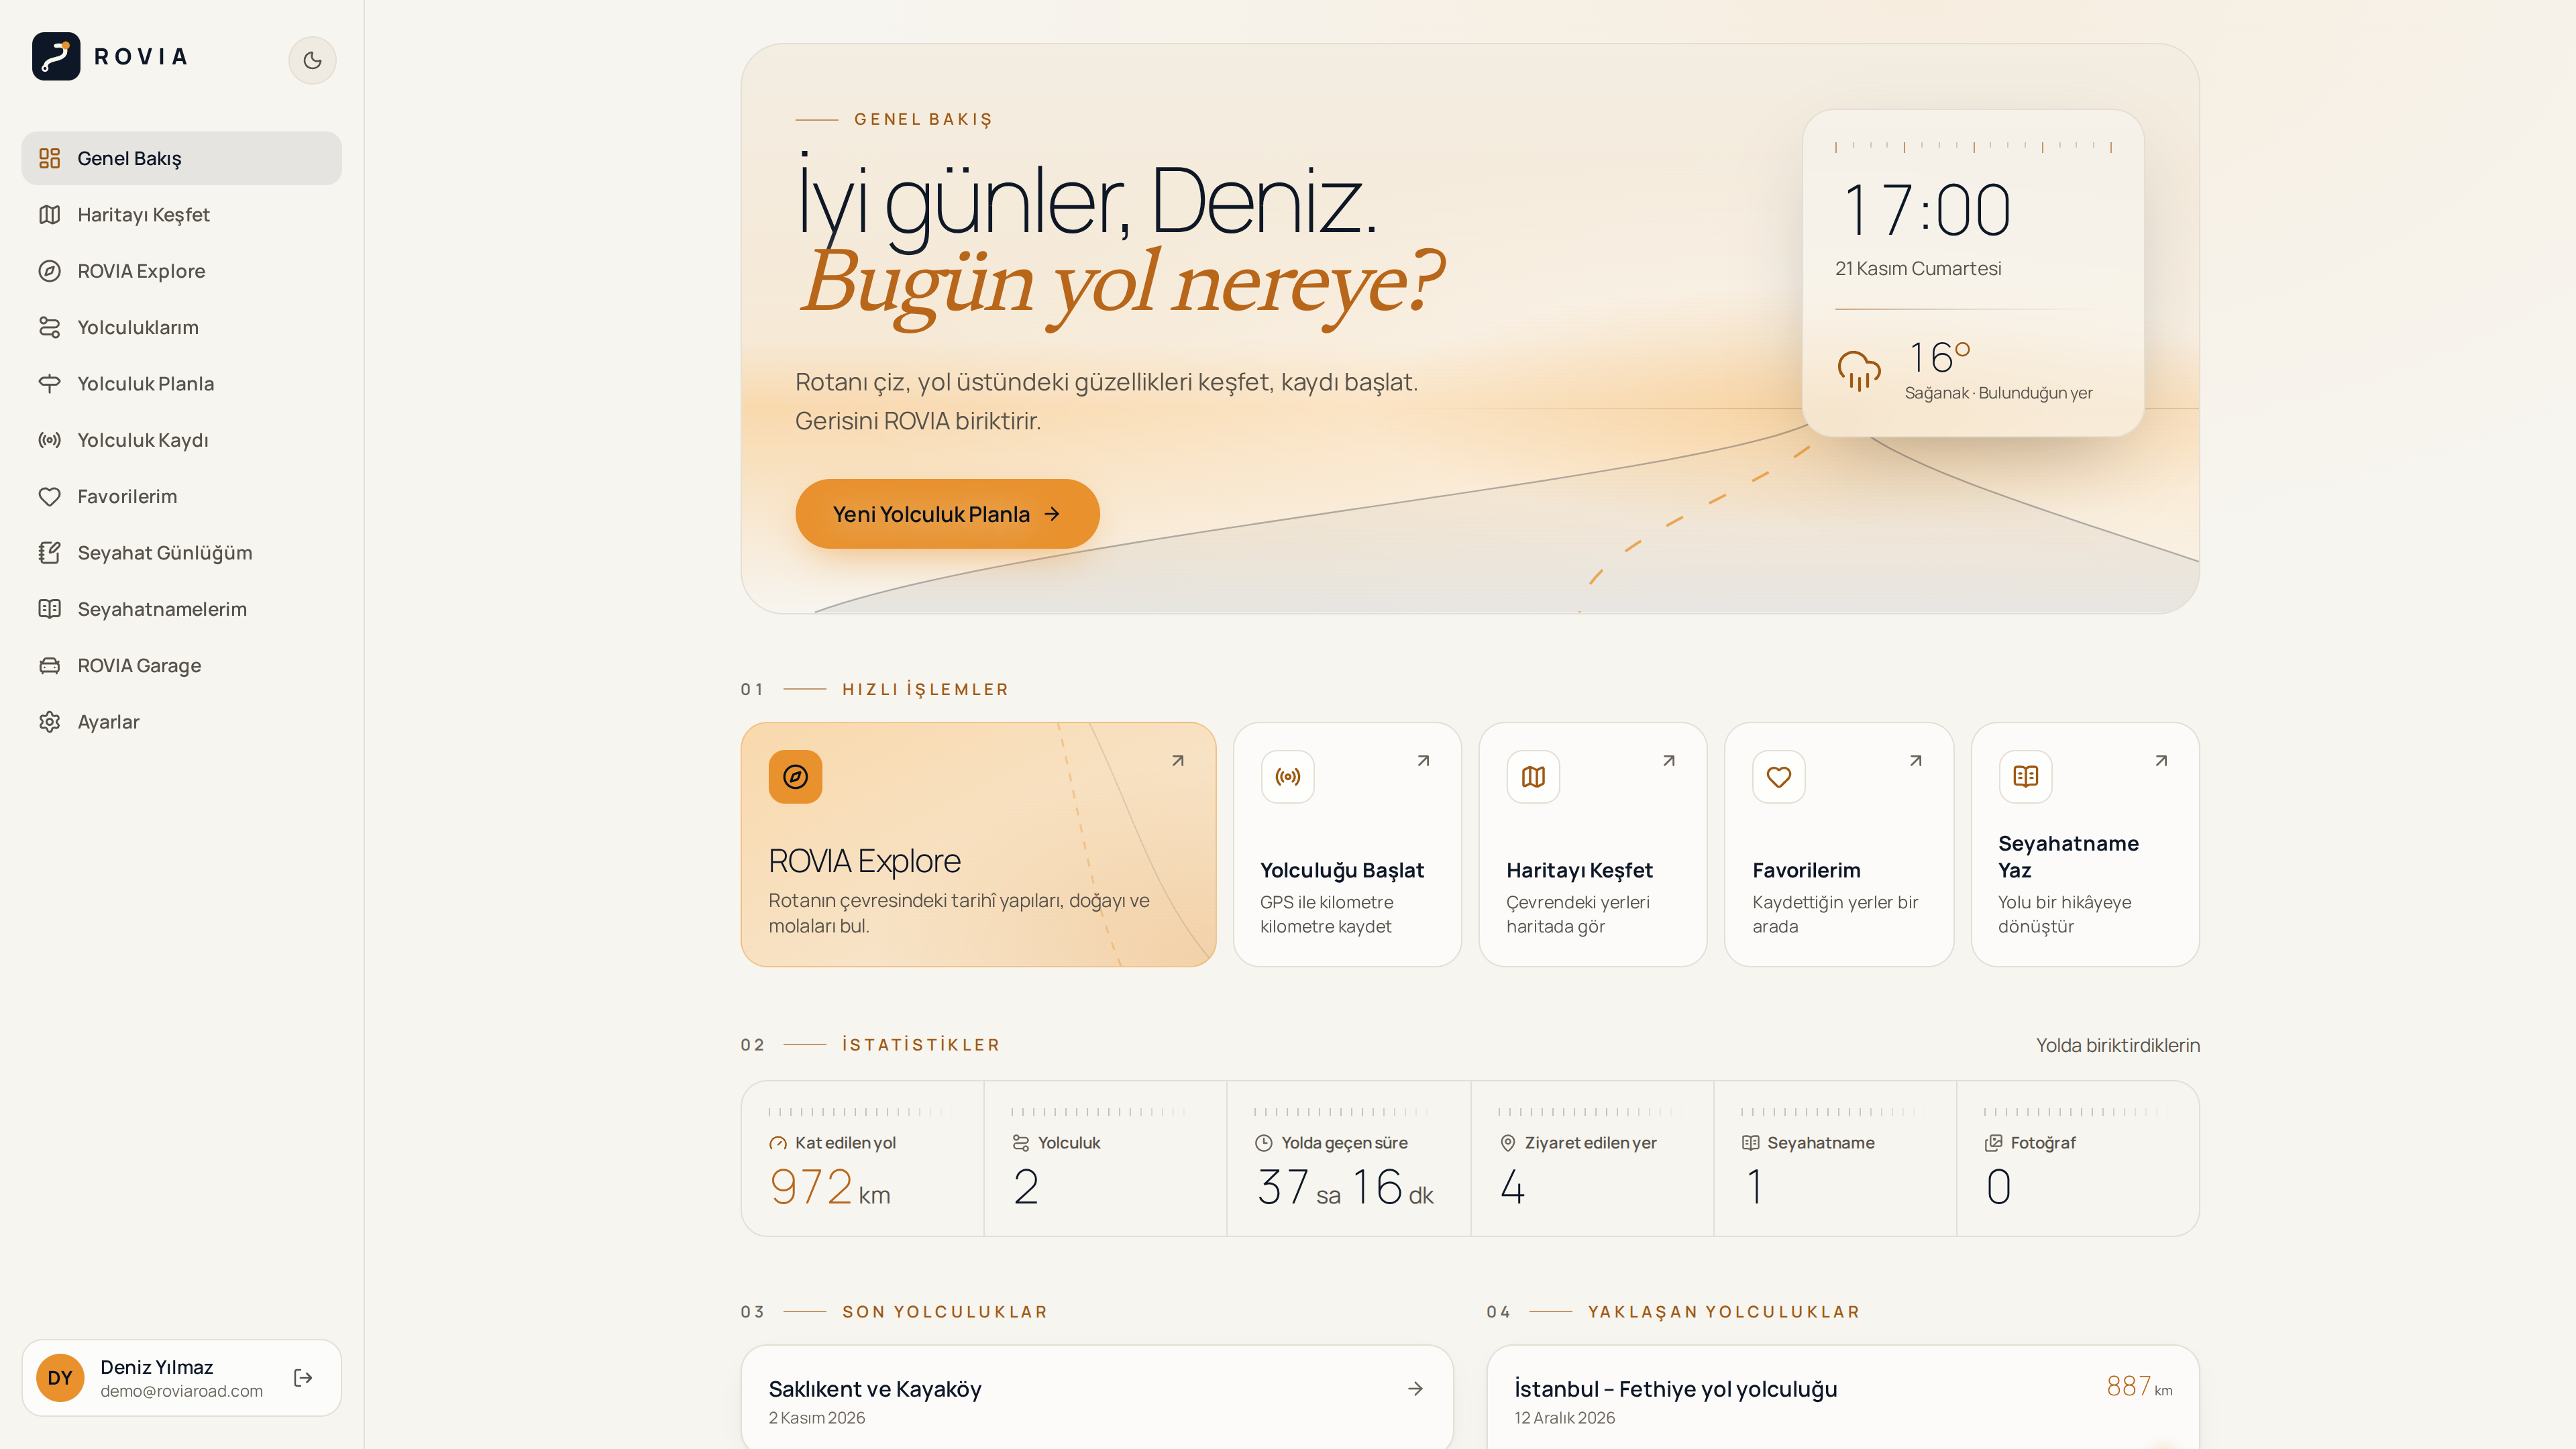 ROVIA
Genel Bakış
Haritayı Keşfet
ROVIA Explore
Yolculuklarım
Yolculuk Planla
Yolculuk Kaydı
Favorilerim
Seyahat Günlüğüm
Seyahatnamelerim
ROVIA Garage
Ayarlar
DY
Deniz Yılmaz
demo@roviaroad.com
GENEL BAKIŞ
İyi günler, Deniz.
Bugün yol nereye?
Rotanı çiz, yol üstündeki güzellikleri keşfet, kaydı başlat.
Gerisini ROVIA biriktirir.
Yeni Yolculuk Planla
17:00
21 Kasım Cumartesi
16°
Sağanak · Bulunduğun yer
01 HIZLI İŞLEMLER
ROVIA Explore
Rotanın çevresindeki tarihî yapıları, doğayı ve
molaları bul.
Yolculuğu Başlat
GPS ile kilometre
kilometre kaydet
Haritayı Keşfet
Çevrendeki yerleri
haritada gör
Favorilerim
Kaydettiğin yerler bir
arada
Seyahatname
Yaz
Yolu bir hikâyeye
dönüştür
02 İSTATİSTİKLER
Yolda biriktirdiklerin
Kat edilen yol
972 km
Yolculuk
2
Yolda geçen süre
37 sa 16 dk
Ziyaret edilen yer
4
Seyahatname
1
Fotoğraf
0
03 SON YOLCULUKLAR
Saklıkent ve Kayaköy
2 Kasım 2026
04 YAKLAŞAN YOLCULUKLAR
İstanbul – Fethiye yol yolculuğu
887 km
12 Aralık 2026